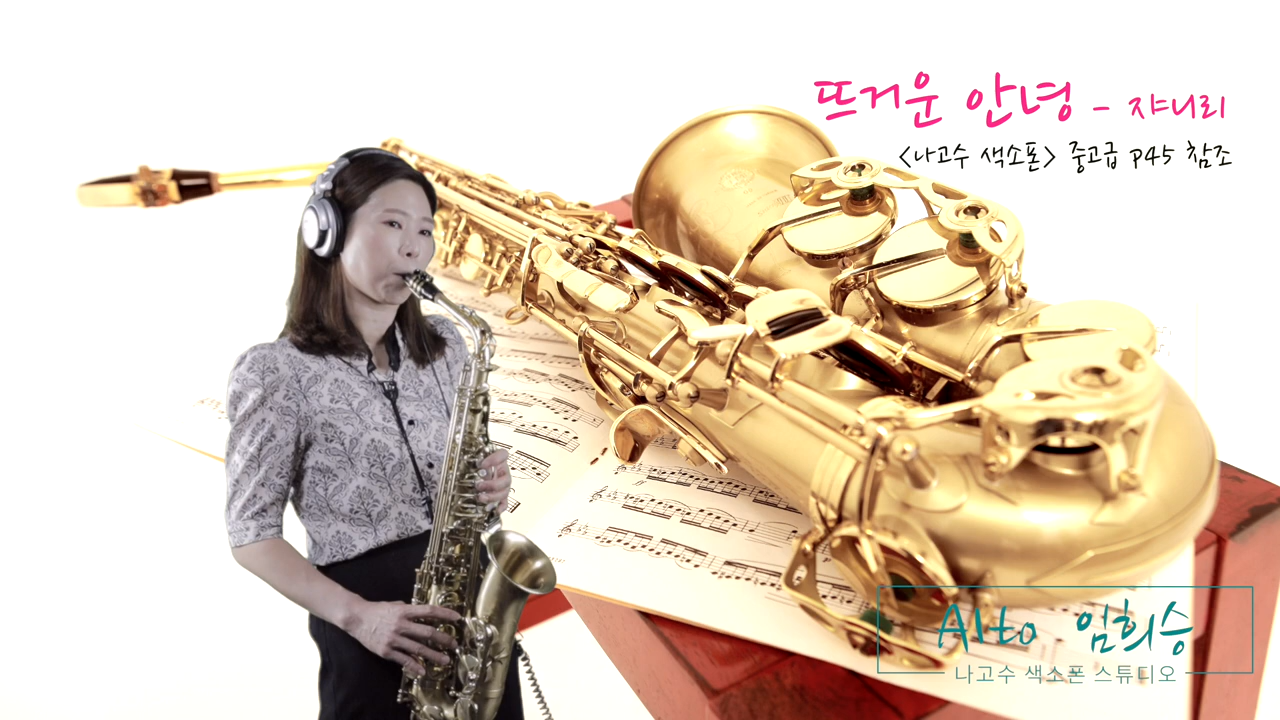 뜨거운 안녕 - 쟈니리
<나고수 색소폰> 중고급 P45 참조
Alto 임희승
나고수 색소폰 스튜디오